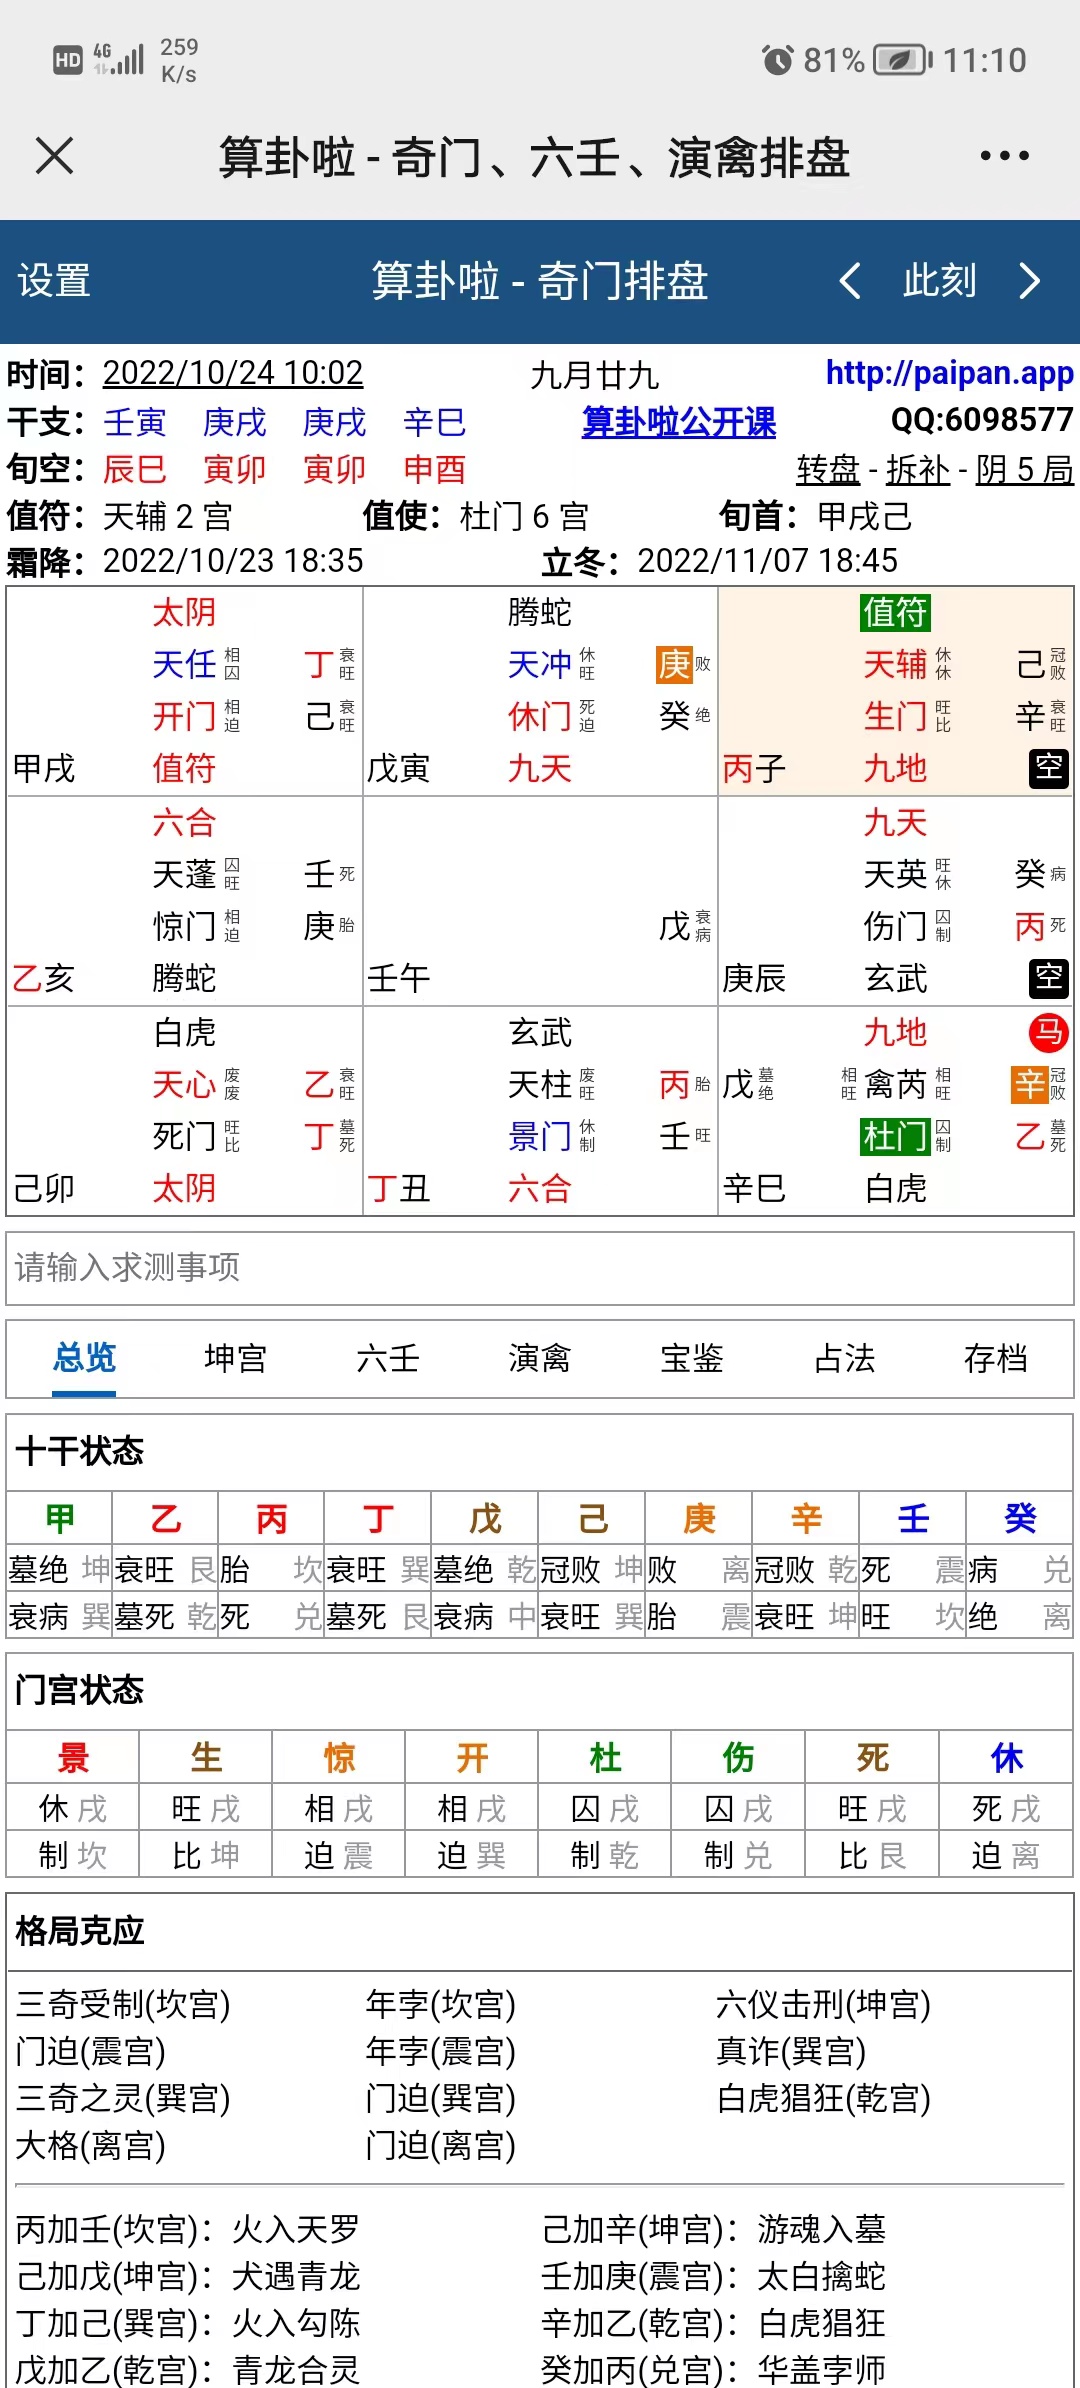 HD 4G 259 K/s 81% 11:10
算卦啦 - 奇门、六壬、演禽排盘
设置 算卦啦 - 奇门排盘 此刻
时间：2022/10/24 10:02 九月廿九 http://paipan.app
干支：壬寅 庚戌 庚戌 辛巳 算卦啦公开课 QQ:6098577
旬空：辰巳 寅卯 寅卯 申酉 转盘 - 拆补 - 阴 5 局
值符：天辅 2 宫 值使：杜门 6 宫 旬首：甲戌己
霜降：2022/10/23 18:35 立冬：2022/11/07 18:45
太阴 腾蛇 值符
天任 相囚 丁 衰旺 天冲 休旺 庚 败 天辅 休休 己 冠败
开门 相迫 己 衰旺 休门 死迫 癸 绝 生门 旺比 辛 衰旺
甲戌 值符 戊寅 九天 丙子 九地 空
六合 九天
天蓬 囚旺 壬 死 天英 旺休 癸 病
惊门 相迫 庚 胎 戊 衰病 伤门 囚制 丙 死
乙亥 腾蛇 壬午 庚辰 玄武 空
白虎 玄武 九地 马
天心 废废 乙 衰旺 天柱 废旺 丙 胎 戊 墓绝 相旺 禽芮 相旺 辛 冠败
死门 旺比 丁 墓死 景门 休制 壬 旺 杜门 囚制 乙 墓死
己卯 太阴 丁丑 六合 辛巳 白虎
请输入求测事项
总览 坤宫 六壬 演禽 宝鉴 占法 存档
十干状态
甲 乙 丙 丁 戊 己 庚 辛 壬 癸
墓绝 坤 衰旺 艮 胎 坎 衰旺 巽 墓绝 乾 冠败 坤 败 离 冠败 乾 死 震 病 兑
衰病 巽 墓死 乾 死 兑 墓死 艮 衰病 中 衰旺 巽 胎 震 衰旺 坤 旺 坎 绝 离
门宫状态
景 生 惊 开 杜 伤 死 休
休 戌 旺 戌 相 戌 相 戌 囚 戌 囚 戌 旺 戌 死 戌
制 坎 比 坤 迫 震 迫 巽 制 乾 制 兑 比 艮 迫 离
格局克应
三奇受制(坎宫) 年孛(坎宫) 六仪击刑(坤宫)
门迫(震宫) 年孛(震宫) 真诈(巽宫)
三奇之灵(巽宫) 门迫(巽宫) 白虎猖狂(乾宫)
大格(离宫) 门迫(离宫)
丙加壬(坎宫)：火入天罗 己加辛(坤宫)：游魂入墓
己加戊(坤宫)：犬遇青龙 壬加庚(震宫)：太白擒蛇
丁加己(巽宫)：火入勾陈 辛加乙(乾宫)：白虎猖狂
戊加乙(乾宫)：青龙合灵 癸加丙(兑宫)：华盖孛师